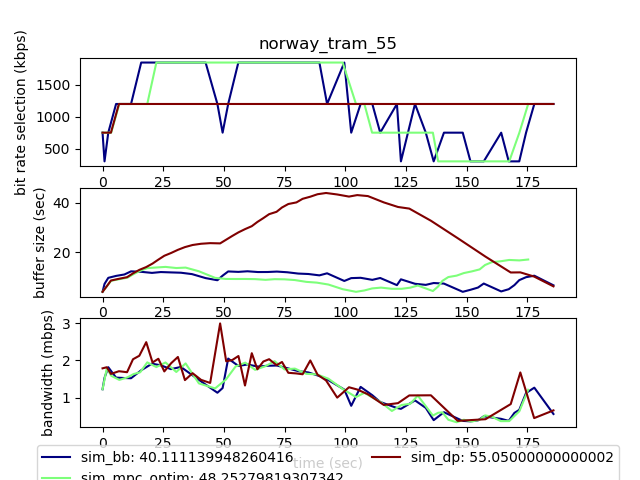 norway_tram_55
bit rate selection (kbps)
1500
1000
500
0 25 50 75 100 125 150 175
buffer size (sec)
40
20
0 25 50 75 100 125 150 175
bandwidth (mbps)
3
2
1
0 25 50 75 100 125 150 175
time (sec)
sim_bb: 40.111139948260416
sim_mpc_optim: 48.25279819307342
sim_dp: 55.05000000000002